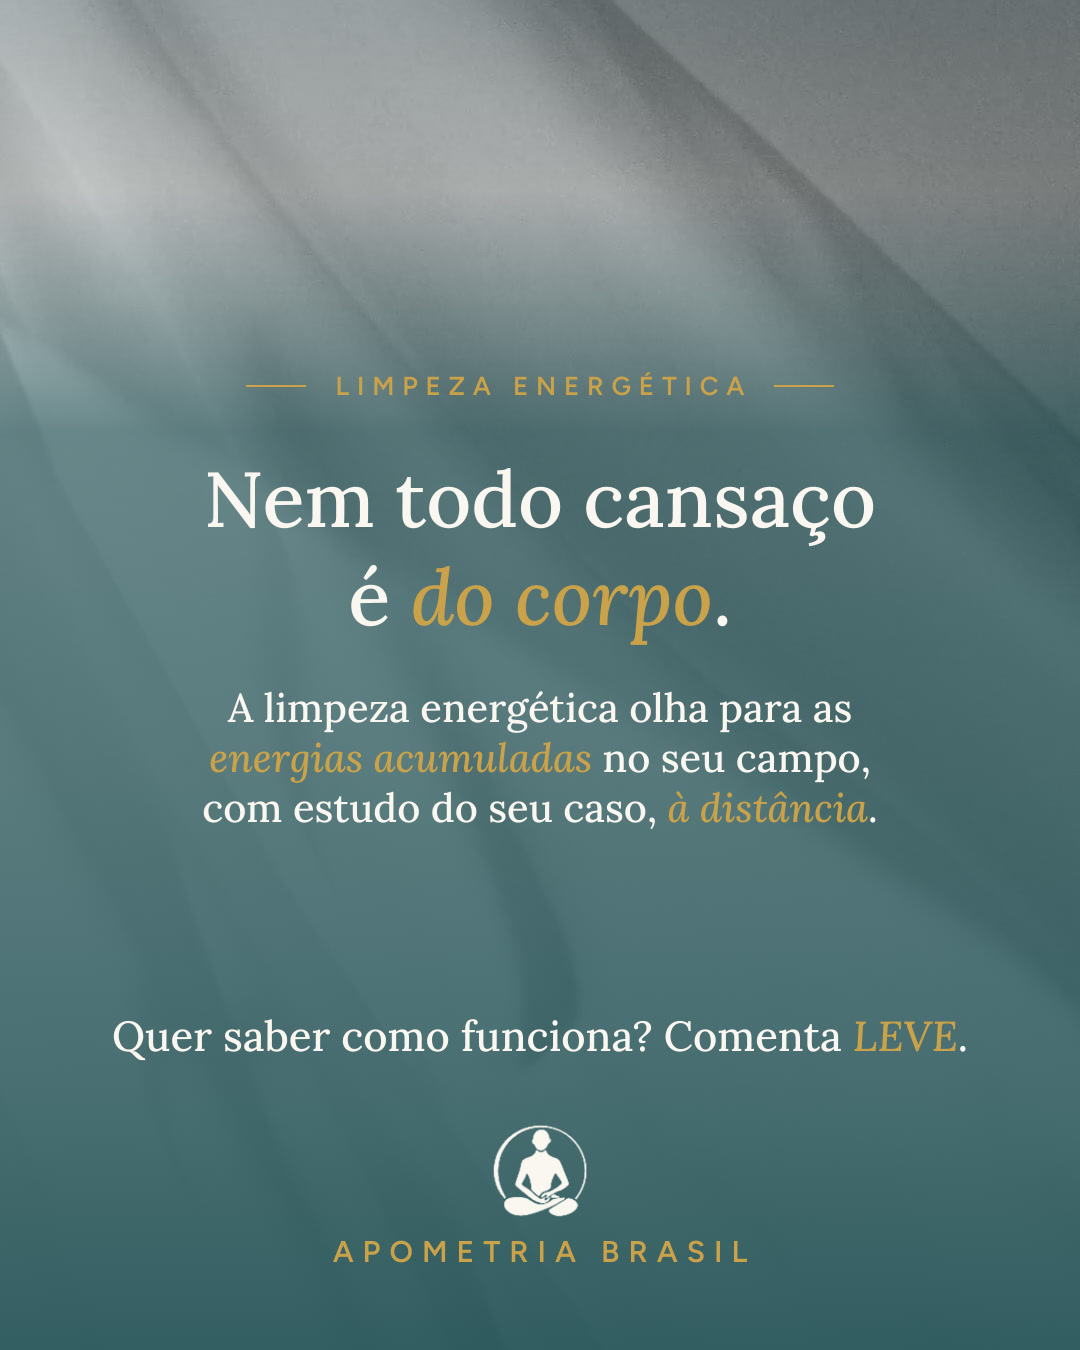 LIMPEZA ENERGÉTICA
Nem todo cansaço
é do corpo.
A limpeza energética olha para as
energias acumuladas no seu campo,
com estudo do seu caso, à distância.
Quer saber como funciona? Comenta LEVE.
APOMETRIA BRASIL